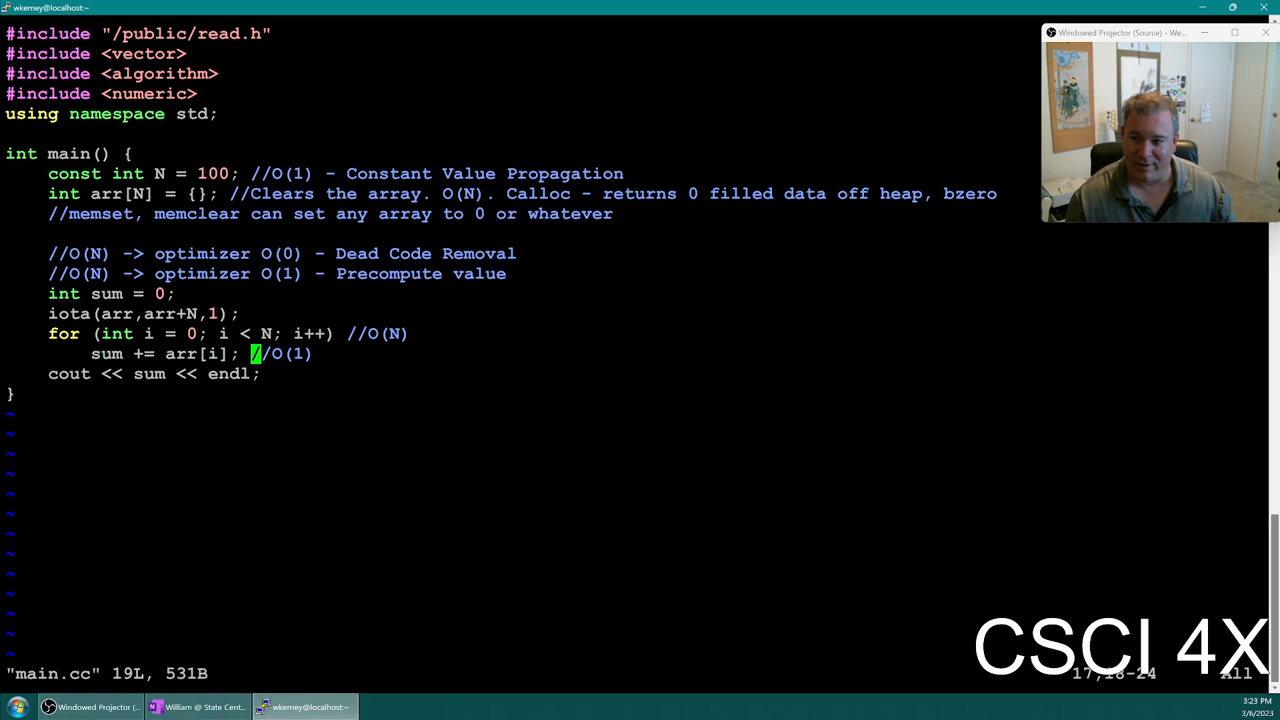 wkerney@localhost:~
#include "/public/read.h"
#include <vector>
#include <algorithm>
#include <numeric>
using namespace std;
int main() {
const int N = 100; //O(1) - Constant Value Propagation
int arr[N] = {}; //Clears the array. O(N). Calloc - returns 0 filled data off heap, bzero
//memset, memclear can set any array to 0 or whatever
//O(N) -> optimizer O(0) - Dead Code Removal
//O(N) -> optimizer O(1) - Precompute value
int sum = 0;
iota(arr,arr+N,1);
for (int i = 0; i < N; i++) //O(N)
sum += arr[i]; //O(1)
cout << sum << endl;
}
~
~
~
~
~
~
~
~
~
~
~
~
~
"main.cc" 19L, 531B
17,18-24
All
Windowed Projector (Source) - We...
CSCI 4X
Windowed Projector (...
William @ State Cent...
wkerney@localhost:~
3:23 PM
3/6/2023